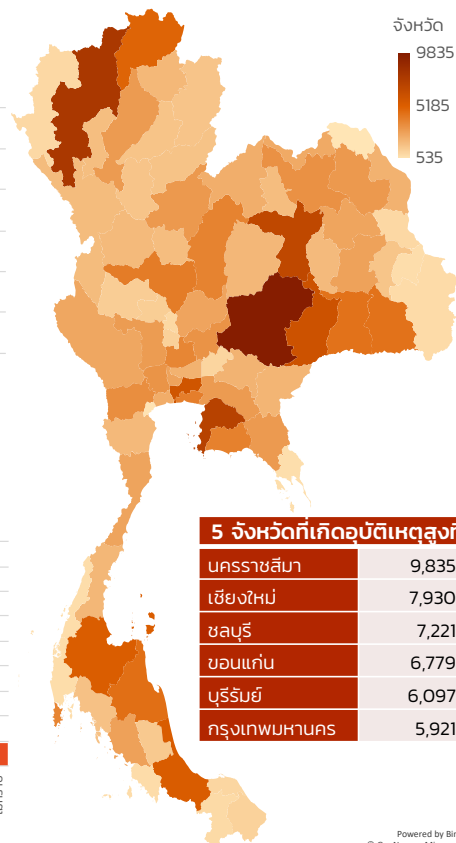 จังหวัด
9835
5185
535
5 จังหวัดที่เกิดอุบัติเหตุสูงที่
นครราชสีมา 9,835
เชียงใหม่ 7,930
ชลบุรี 7,221
ขอนแก่น 6,779
บุรีรัมย์ 6,097
กรุงเทพมหานคร 5,921
Powered by Bin